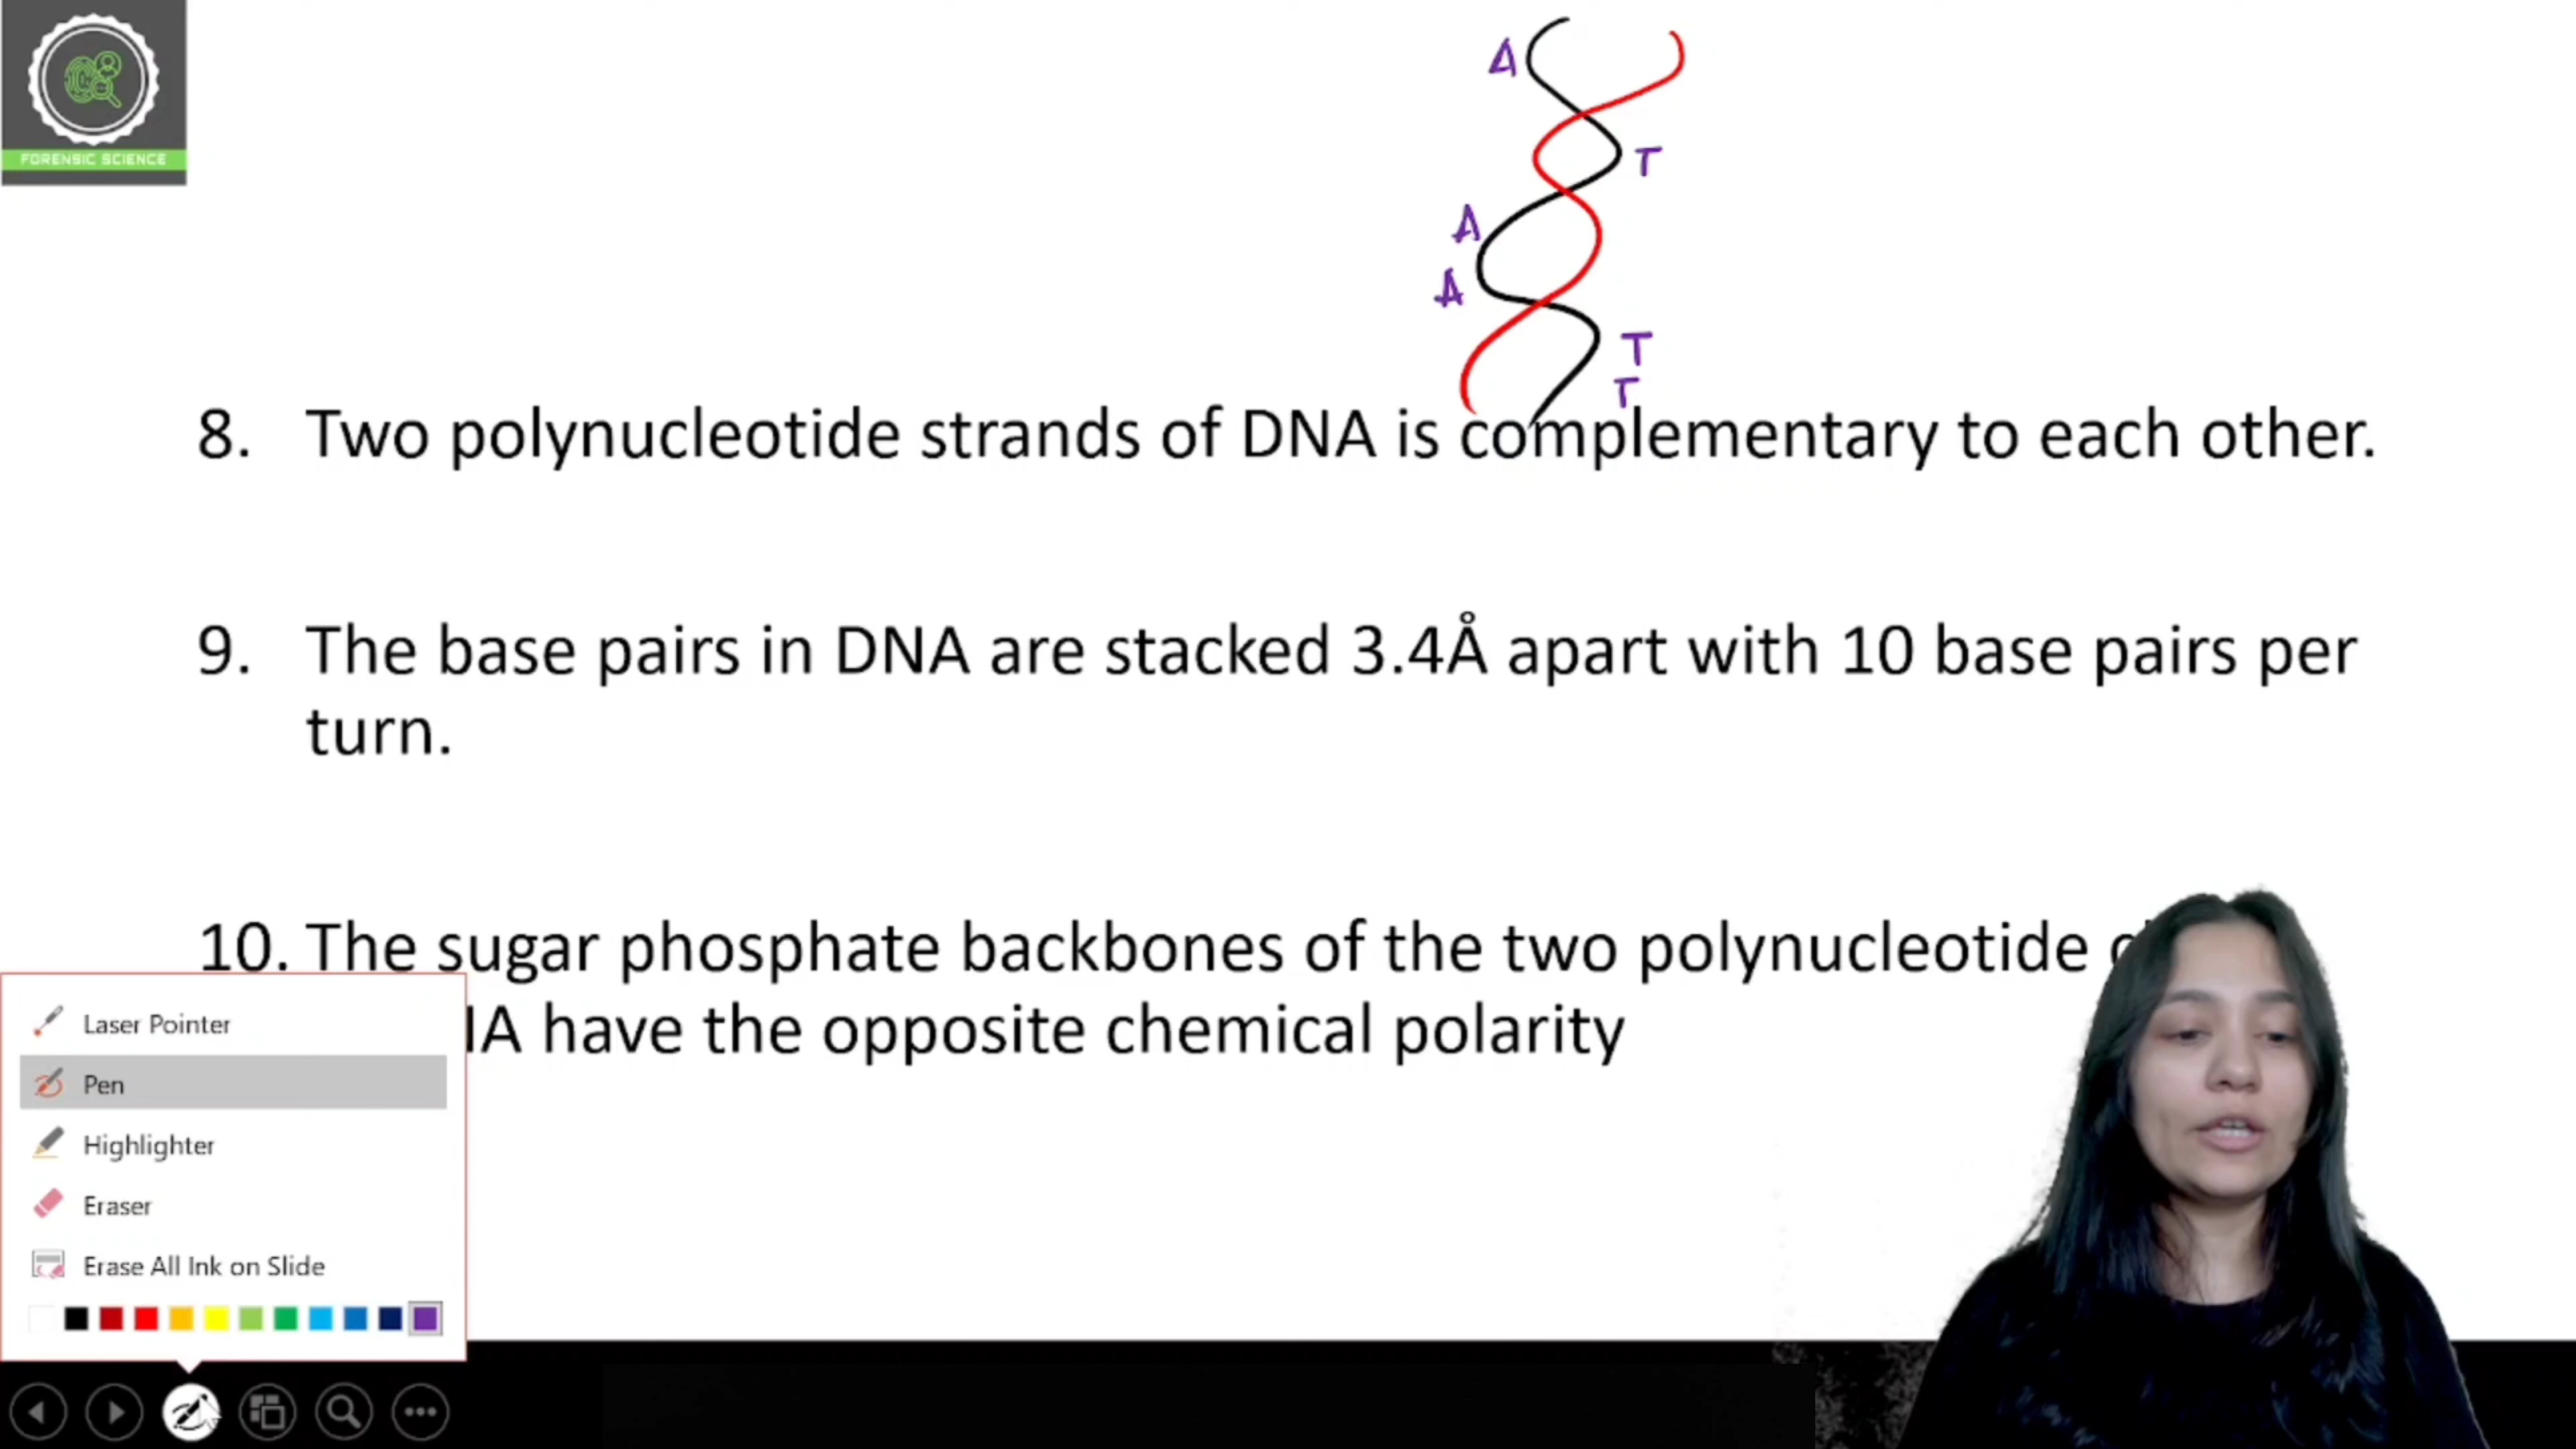 FORENSIC SCIENCE
A
T
A
A
T
T
8. Two polynucleotide strands of DNA is complementary to each other.
9. The base pairs in DNA are stacked 3.4Å apart with 10 base pairs per
turn.
10. The sugar phosphate backbones of the two polynucleotide
have the opposite chemical polarity
Laser Pointer
Pen
Highlighter
Eraser
Erase All Ink on Slide